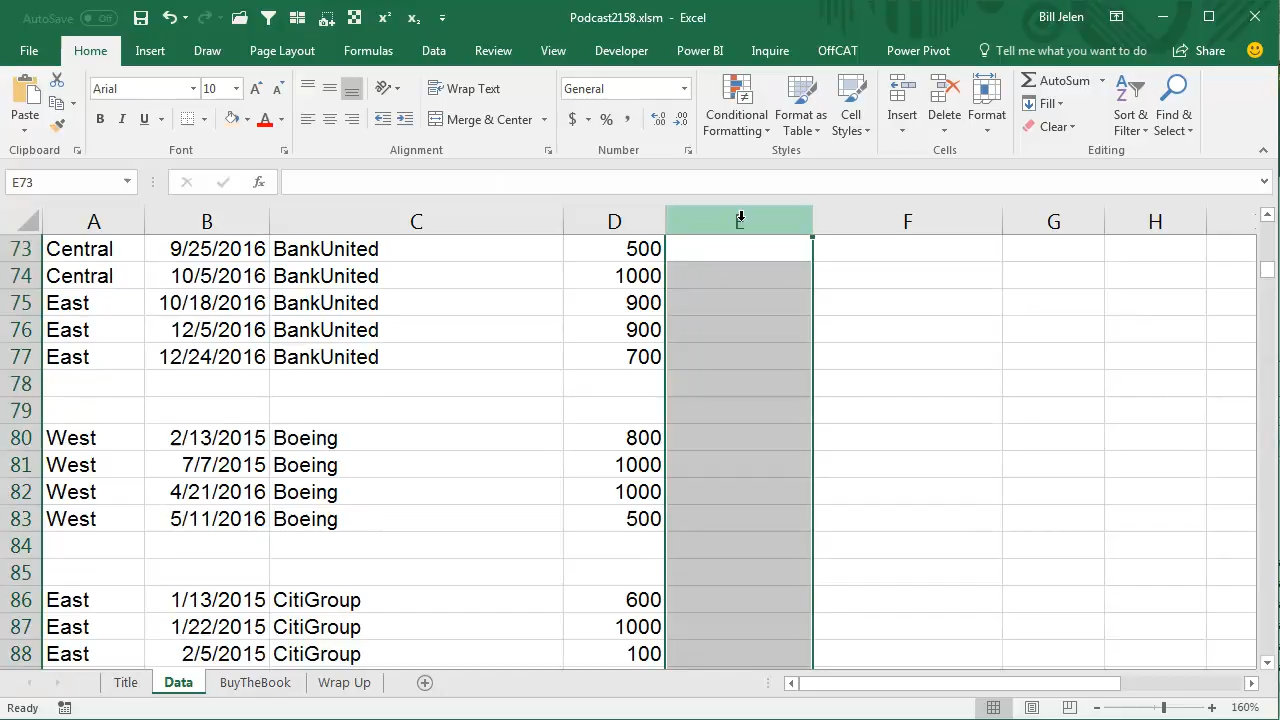 AutoSave Off
Podcast2158.xlsm - Excel
Bill Jelen
File Home Insert Draw Page Layout Formulas Data Review View Developer Power BI Inquire OffCAT Power Pivot Tell me what you want to do Share
Paste
Arial 10
B I U A
Wrap Text
Merge & Center
General
$ % ,
Conditional Formatting
Format as Table
Cell Styles
Insert
Delete
Format
AutoSum
Fill
Clear
Sort & Filter
Find & Select
Clipboard Font Alignment Number Styles Cells Editing
E73 fx
A B C D E F G H
73 Central 9/25/2016 BankUnited 500
74 Central 10/5/2016 BankUnited 1000
75 East 10/18/2016 BankUnited 900
76 East 12/5/2016 BankUnited 900
77 East 12/24/2016 BankUnited 700
78
79
80 West 2/13/2015 Boeing 800
81 West 7/7/2015 Boeing 1000
82 West 4/21/2016 Boeing 1000
83 West 5/11/2016 Boeing 500
84
85
86 East 1/13/2015 CitiGroup 600
87 East 1/22/2015 CitiGroup 1000
88 East 2/5/2015 CitiGroup 100
Title Data BuyTheBook Wrap Up
Ready
160%